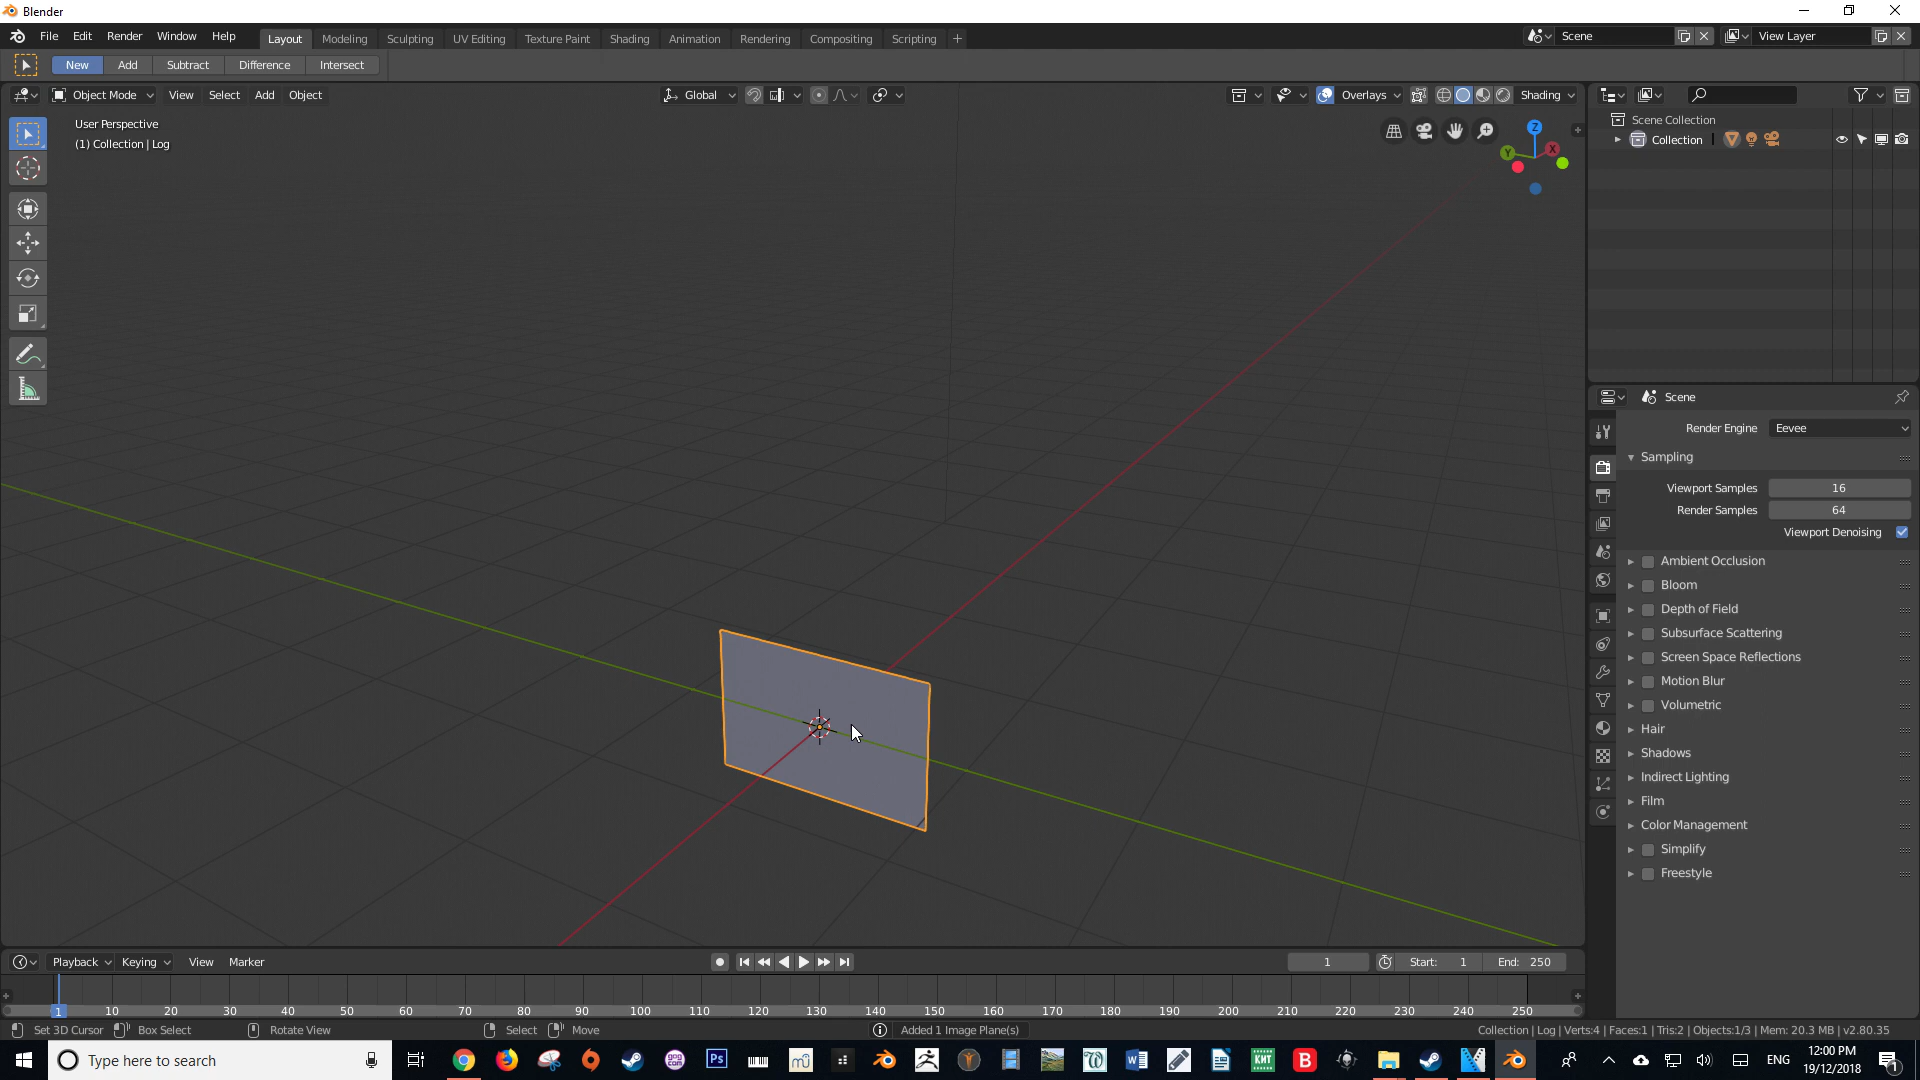 Blender
File Edit Render Window Help Layout Modeling Sculpting UV Editing Texture Paint Shading Animation Rendering Compositing Scripting + Scene View Layer
New Add Subtract Difference Intersect
Object Mode View Select Add Object Global Overlays Shading
User Perspective
(1) Collection | Log
Z
Y
X
Scene Collection
Collection
Scene
Render Engine Eevee
Sampling
Viewport Samples 16
Render Samples 64
Viewport Denoising
Ambient Occlusion
Bloom
Depth of Field
Subsurface Scattering
Screen Space Reflections
Motion Blur
Volumetric
Hair
Shadows
Indirect Lighting
Film
Color Management
Simplify
Freestyle
Playback Keying View Marker 1 Start: 1 End: 250
1 10 20 30 40 50 60 70 80 90 100 110 120 130 140 150 160 170 180 190 200 210 220 230 240 250
Set 3D Cursor Box Select Rotate View Select Move Added 1 Image Plane(s) Collection | Log | Verts:4 | Faces:1 | Tris:2 | Objects:1/3 | Mem: 20.3 MB | v2.80.35
Type here to search
ENG
12:00 PM
19/12/2018